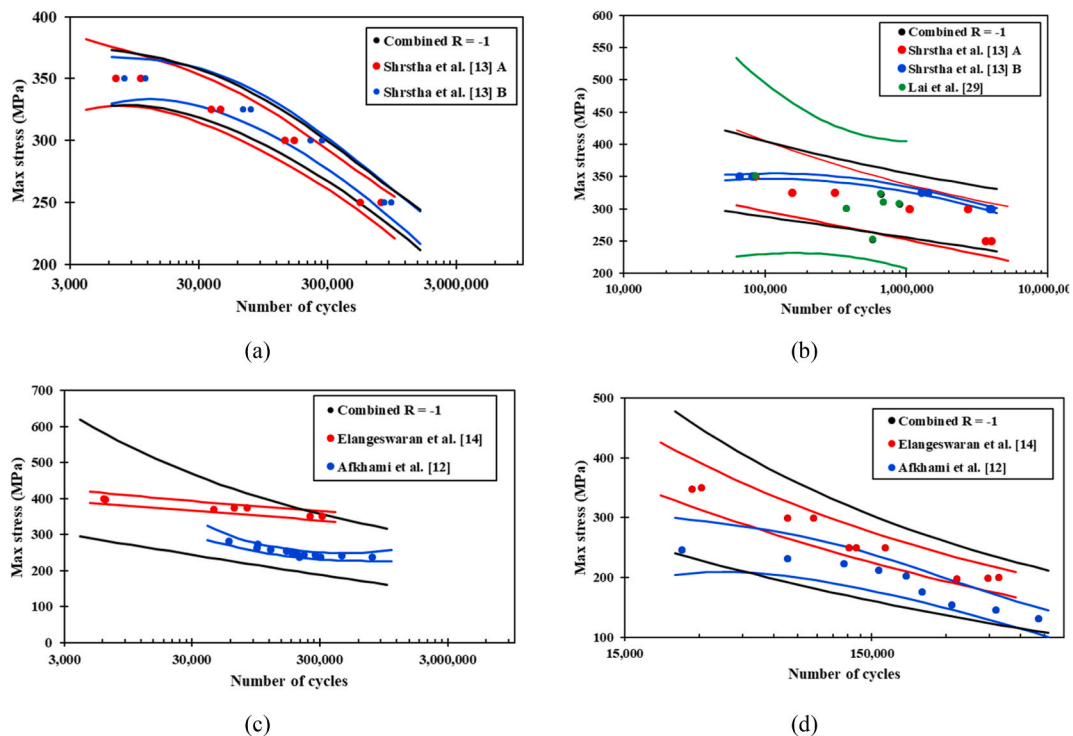 400
350
300
250
200
Max stress (MPa)
Combined R = -1
Shrstha et al. [13] A
Shrstha et al. [13] B
3,000
30,000
300,000
3,000,000
Number of cycles
(a)
600
550
500
450
400
350
300
250
200
Max stress (MPa)
Combined R = -1
Shrstha et al. [13] A
Shrstha et al. [13] B
Lai et al. [29]
10,000
100,000
1,000,000
10,000,00
Number of cycles
(b)
700
600
500
400
300
200
100
0
Max stress (MPa)
Combined R = -1
Elangeswaran et al. [14]
Afkhami et al. [12]
3,000
30,000
300,000
3,000,000
Number of cycles
(c)
500
400
300
200
100
Max stress (MPa)
Combined R = -1
Elangeswaran et al. [14]
Afkhami et al. [12]
15,000
150,000
Number of cycles
(d)